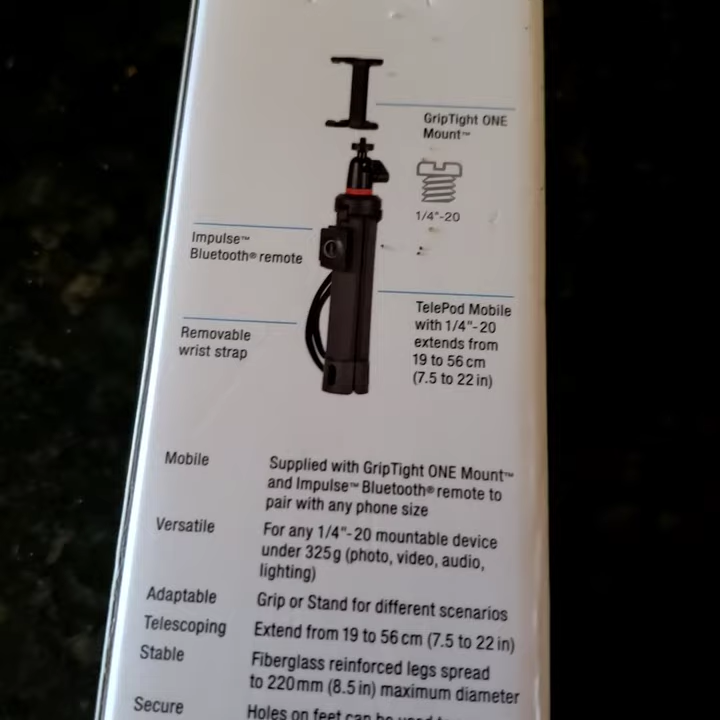 GripTight ONE
Mount™
1/4"-20
Impulse™
Bluetooth® remote
TelePod Mobile
with 1/4"-20
extends from
19 to 56 cm
(7.5 to 22 in)
Removable
wrist strap
Mobile Supplied with GripTight ONE Mount™
and Impulse™ Bluetooth® remote to
pair with any phone size
Versatile For any 1/4"-20 mountable device
under 325g (photo, video, audio,
lighting)
Adaptable Grip or Stand for different scenarios
Telescoping Extend from 19 to 56 cm (7.5 to 22 in)
Stable Fiberglass reinforced legs spread
to 220mm (8.5 in) maximum diameter
Secure Holes on feet can be used